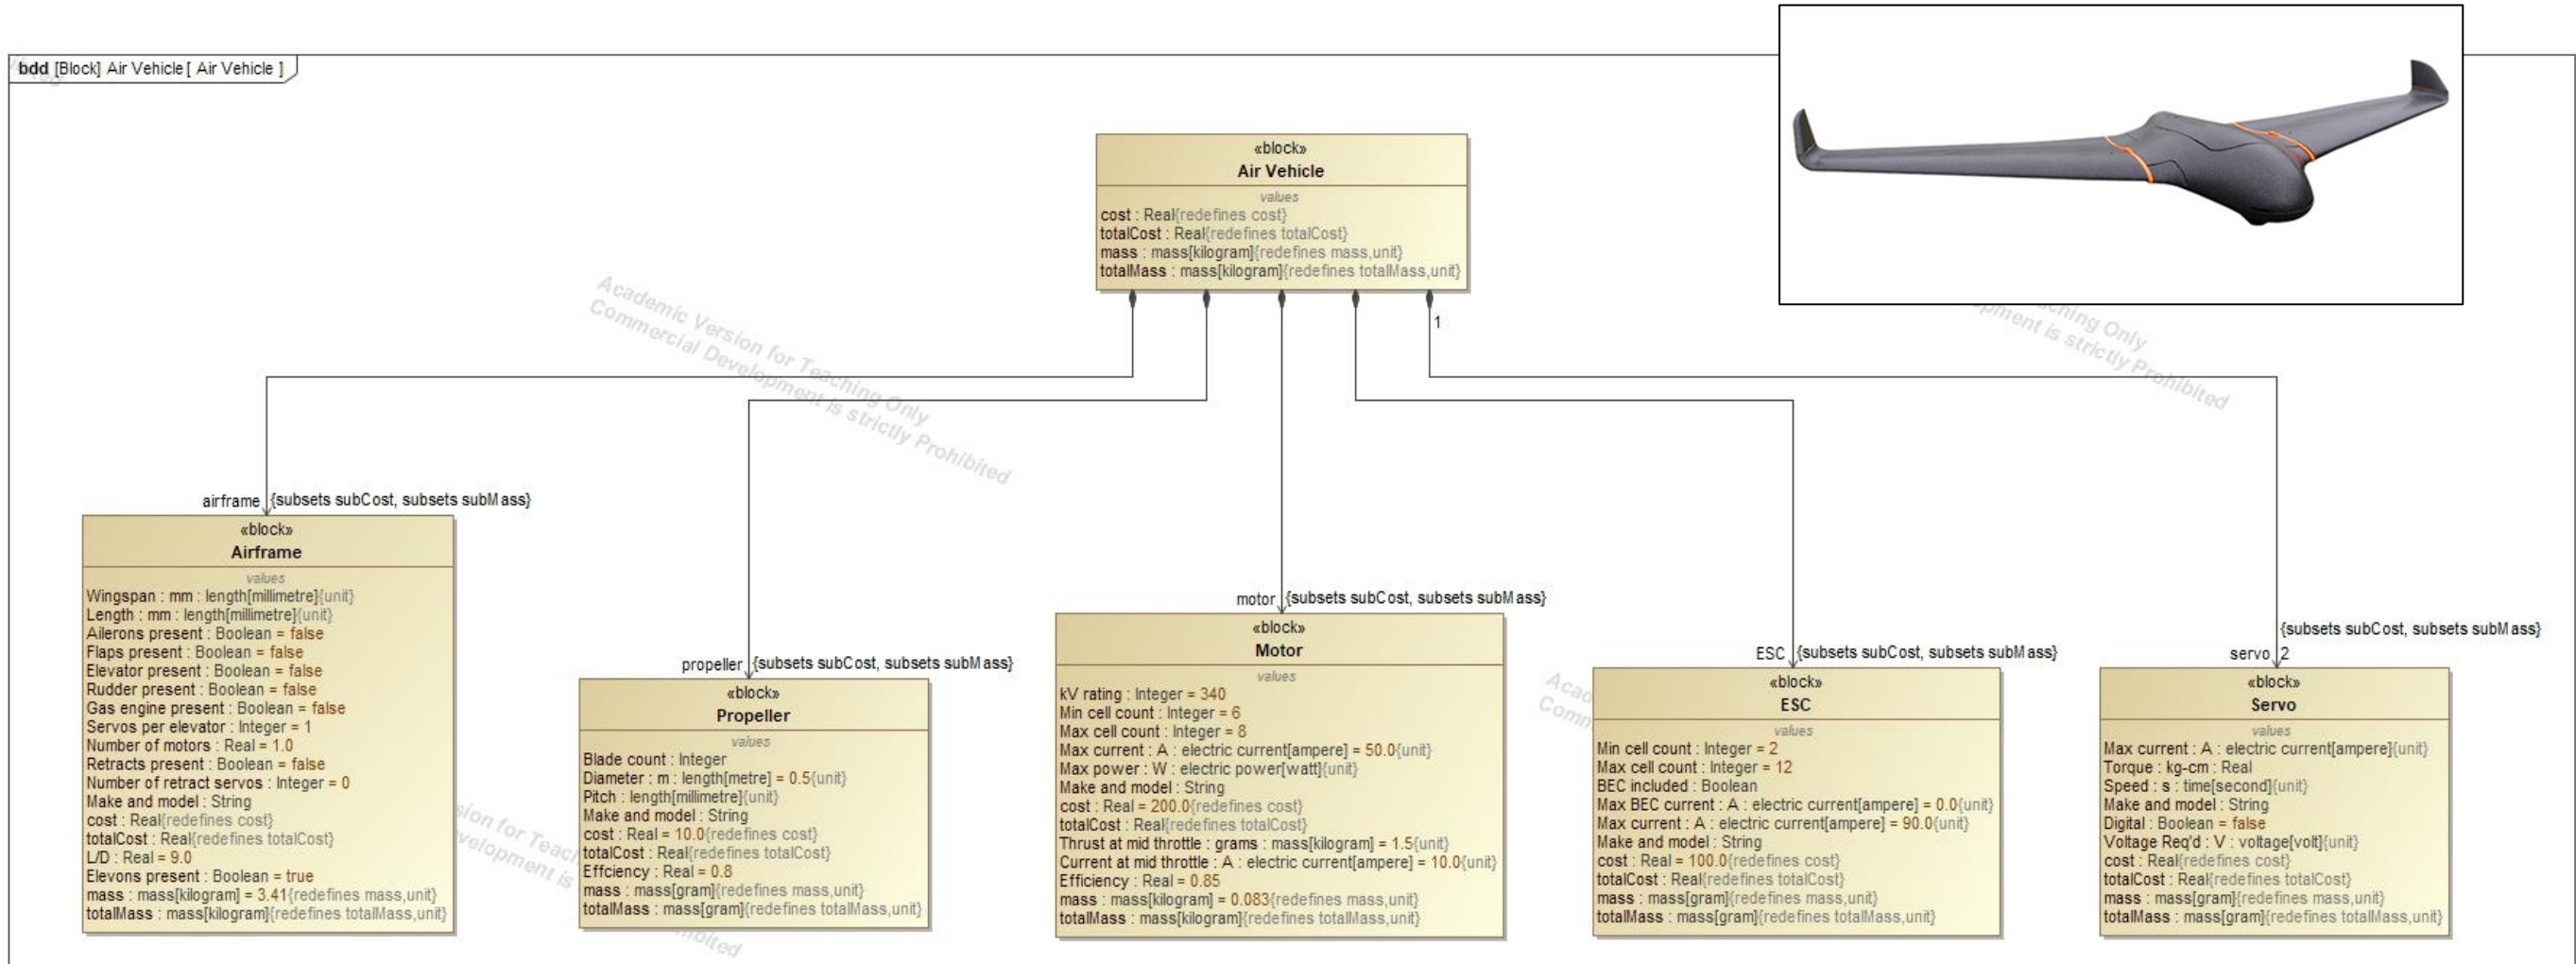 bdd [Block] Air Vehicle [ Air Vehicle ]
«block»
Air Vehicle
values
cost : Real{redefines cost}
totalCost : Real{redefines totalCost}
mass : mass[kilogram]{redefines mass,unit}
totalMass : mass[kilogram]{redefines totalMass,unit}
1
Academic Version for Teaching Only
Commercial Development is strictly Prohibited
ching Only
pment is strictly Prohibited
airframe {subsets subCost, subsets subMass}
«block»
Airframe
values
Wingspan : mm : length[millimetre]{unit}
Length : mm : length[millimetre]{unit}
Ailerons present : Boolean = false
Flaps present : Boolean = false
Elevator present : Boolean = false
Rudder present : Boolean = false
Gas engine present : Boolean = false
Servos per elevator : Integer = 1
Number of motors : Real = 1.0
Retracts present : Boolean = false
Number of retract servos : Integer = 0
Make and model : String
cost : Real{redefines cost}
totalCost : Real{redefines totalCost}
L/D : Real = 9.0
Elevons present : Boolean = true
mass : mass[kilogram] = 3.41{redefines mass,unit}
totalMass : mass[kilogram]{redefines totalMass,unit}
propeller {subsets subCost, subsets subMass}
«block»
Propeller
values
Blade count : Integer
Diameter : m : length[metre] = 0.5{unit}
Pitch : length[millimetre]{unit}
Make and model : String
cost : Real = 10.0{redefines cost}
totalCost : Real{redefines totalCost}
Effciency : Real = 0.8
mass : mass[gram]{redefines mass,unit}
totalMass : mass[gram]{redefines totalMass,unit}
sion for Teac
velopment is
hibited
motor {subsets subCost, subsets subMass}
«block»
Motor
values
kV rating : Integer = 340
Min cell count : Integer = 6
Max cell count : Integer = 8
Max current : A : electric current[ampere] = 50.0{unit}
Max power : W : electric power[watt]{unit}
Make and model : String
cost : Real = 200.0{redefines cost}
totalCost : Real{redefines totalCost}
Thrust at mid throttle : grams : mass[kilogram] = 1.5{unit}
Current at mid throttle : A : electric current[ampere] = 10.0{unit}
Efficiency : Real = 0.85
mass : mass[kilogram] = 0.083{redefines mass,unit}
totalMass : mass[kilogram]{redefines totalMass,unit}
Acad
Comm
ESC {subsets subCost, subsets subMass}
«block»
ESC
values
Min cell count : Integer = 2
Max cell count : Integer = 12
BEC included : Boolean
Max BEC current : A : electric current[ampere] = 0.0{unit}
Max current : A : electric current[ampere] = 90.0{unit}
Make and model : String
cost : Real = 100.0{redefines cost}
totalCost : Real{redefines totalCost}
mass : mass[gram]{redefines mass,unit}
totalMass : mass[gram]{redefines totalMass,unit}
{subsets subCost, subsets subMass}
servo 2
«block»
Servo
values
Max current : A : electric current[ampere]{unit}
Torque : kg-cm : Real
Speed : s : time[second]{unit}
Make and model : String
Digital : Boolean = false
Voltage Req'd : V : voltage[volt]{unit}
cost : Real{redefines cost}
totalCost : Real{redefines totalCost}
mass : mass[gram]{redefines mass,unit}
totalMass : mass[gram]{redefines totalMass,unit}